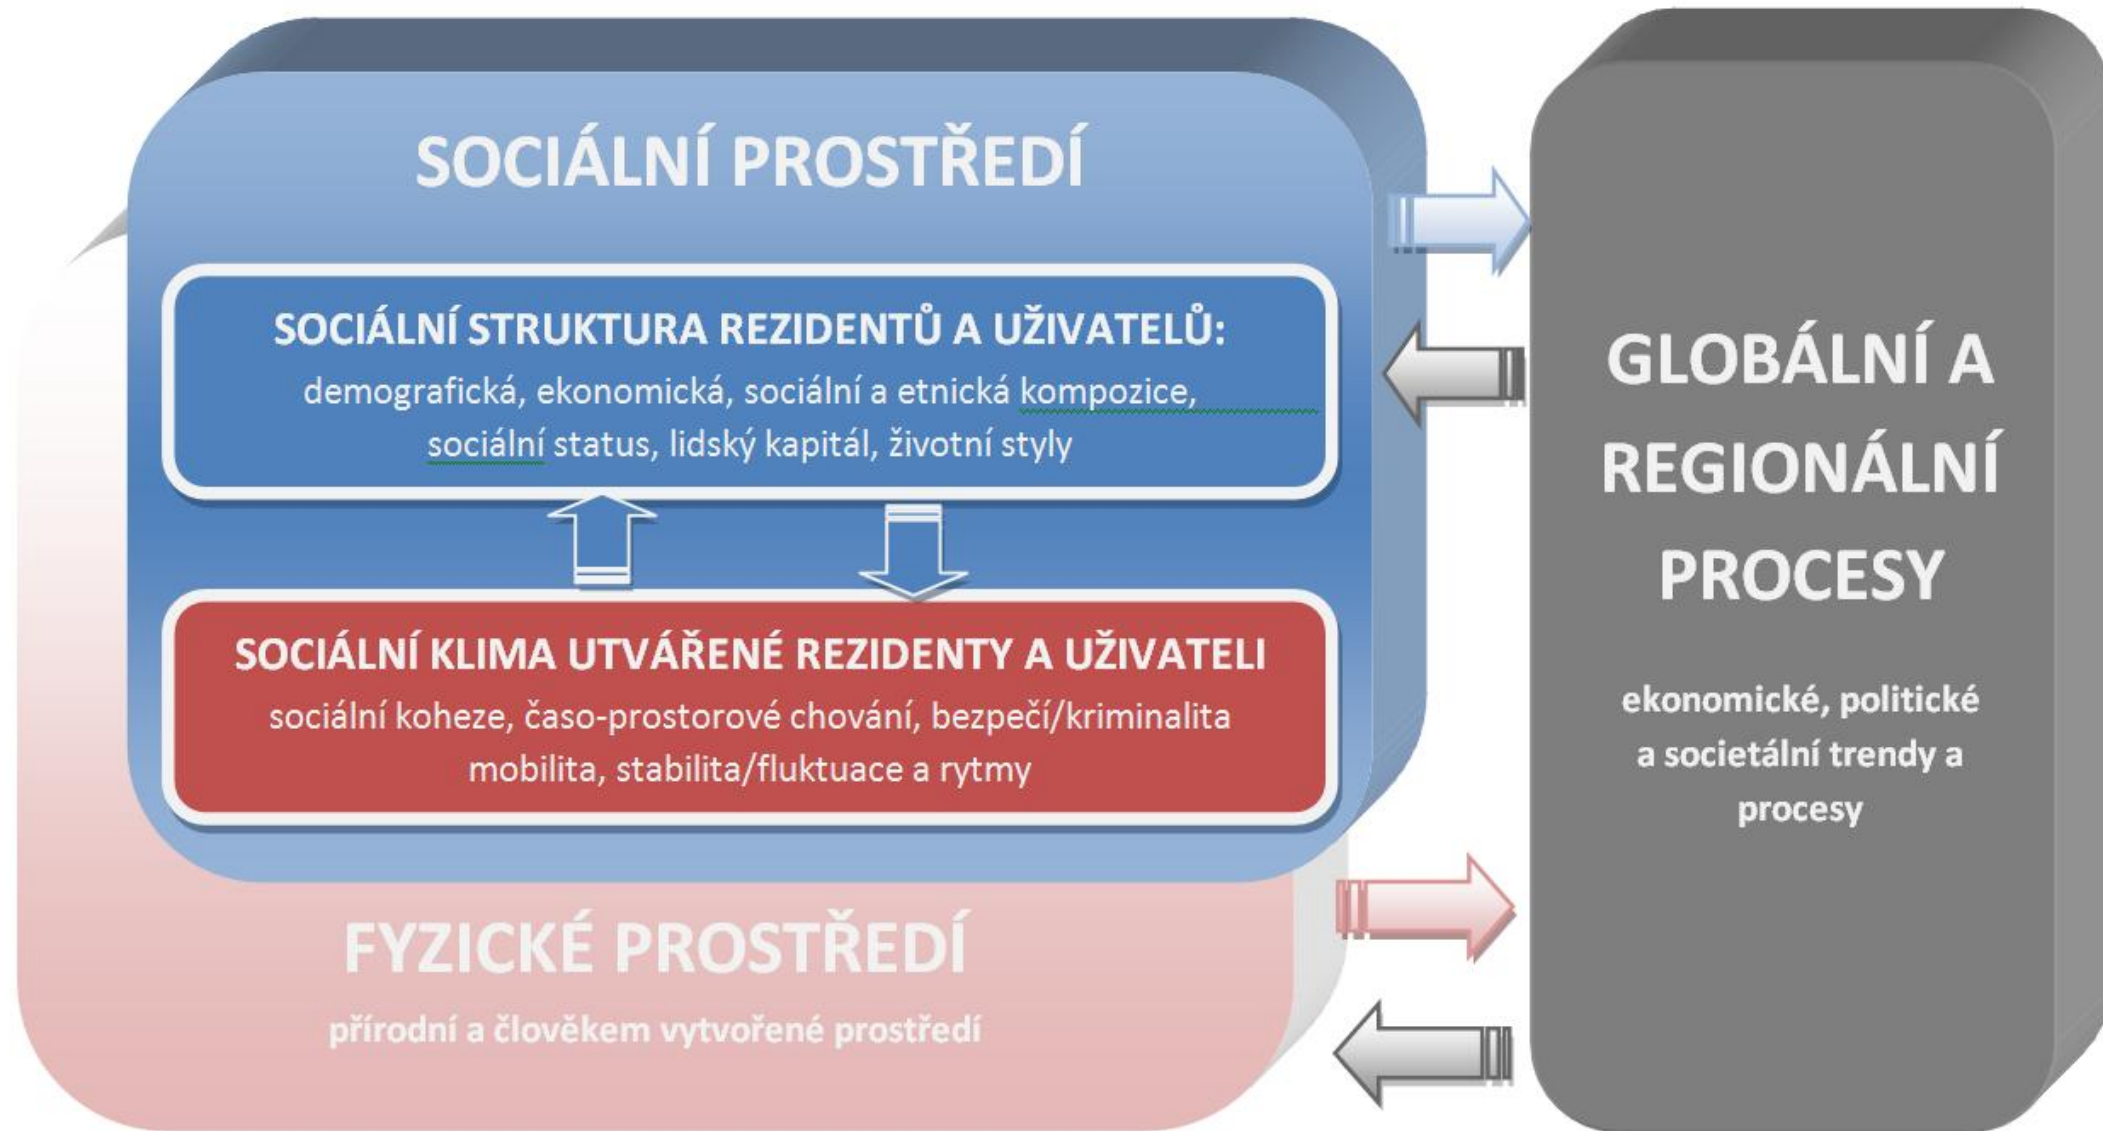 SOCIÁLNÍ PROSTŘEDÍ
SOCIÁLNÍ STRUKTURA REZIDENTŮ A UŽIVATELŮ:
demografická, ekonomická, sociální a etnická kompozice,
sociální status, lidský kapitál, životní styly
SOCIÁLNÍ KLIMA UTVÁŘENÉ REZIDENTY A UŽIVATELI
sociální koheze, časo-prostorové chování, bezpečí/kriminalita
mobilita, stabilita/fluktuace a rytmy
FYZICKÉ PROSTŘEDÍ
přírodní a člověkem vytvořené prostředí
GLOBÁLNÍ A
REGIONÁLNÍ
PROCESY
ekonomické, politické
a societální trendy a
procesy